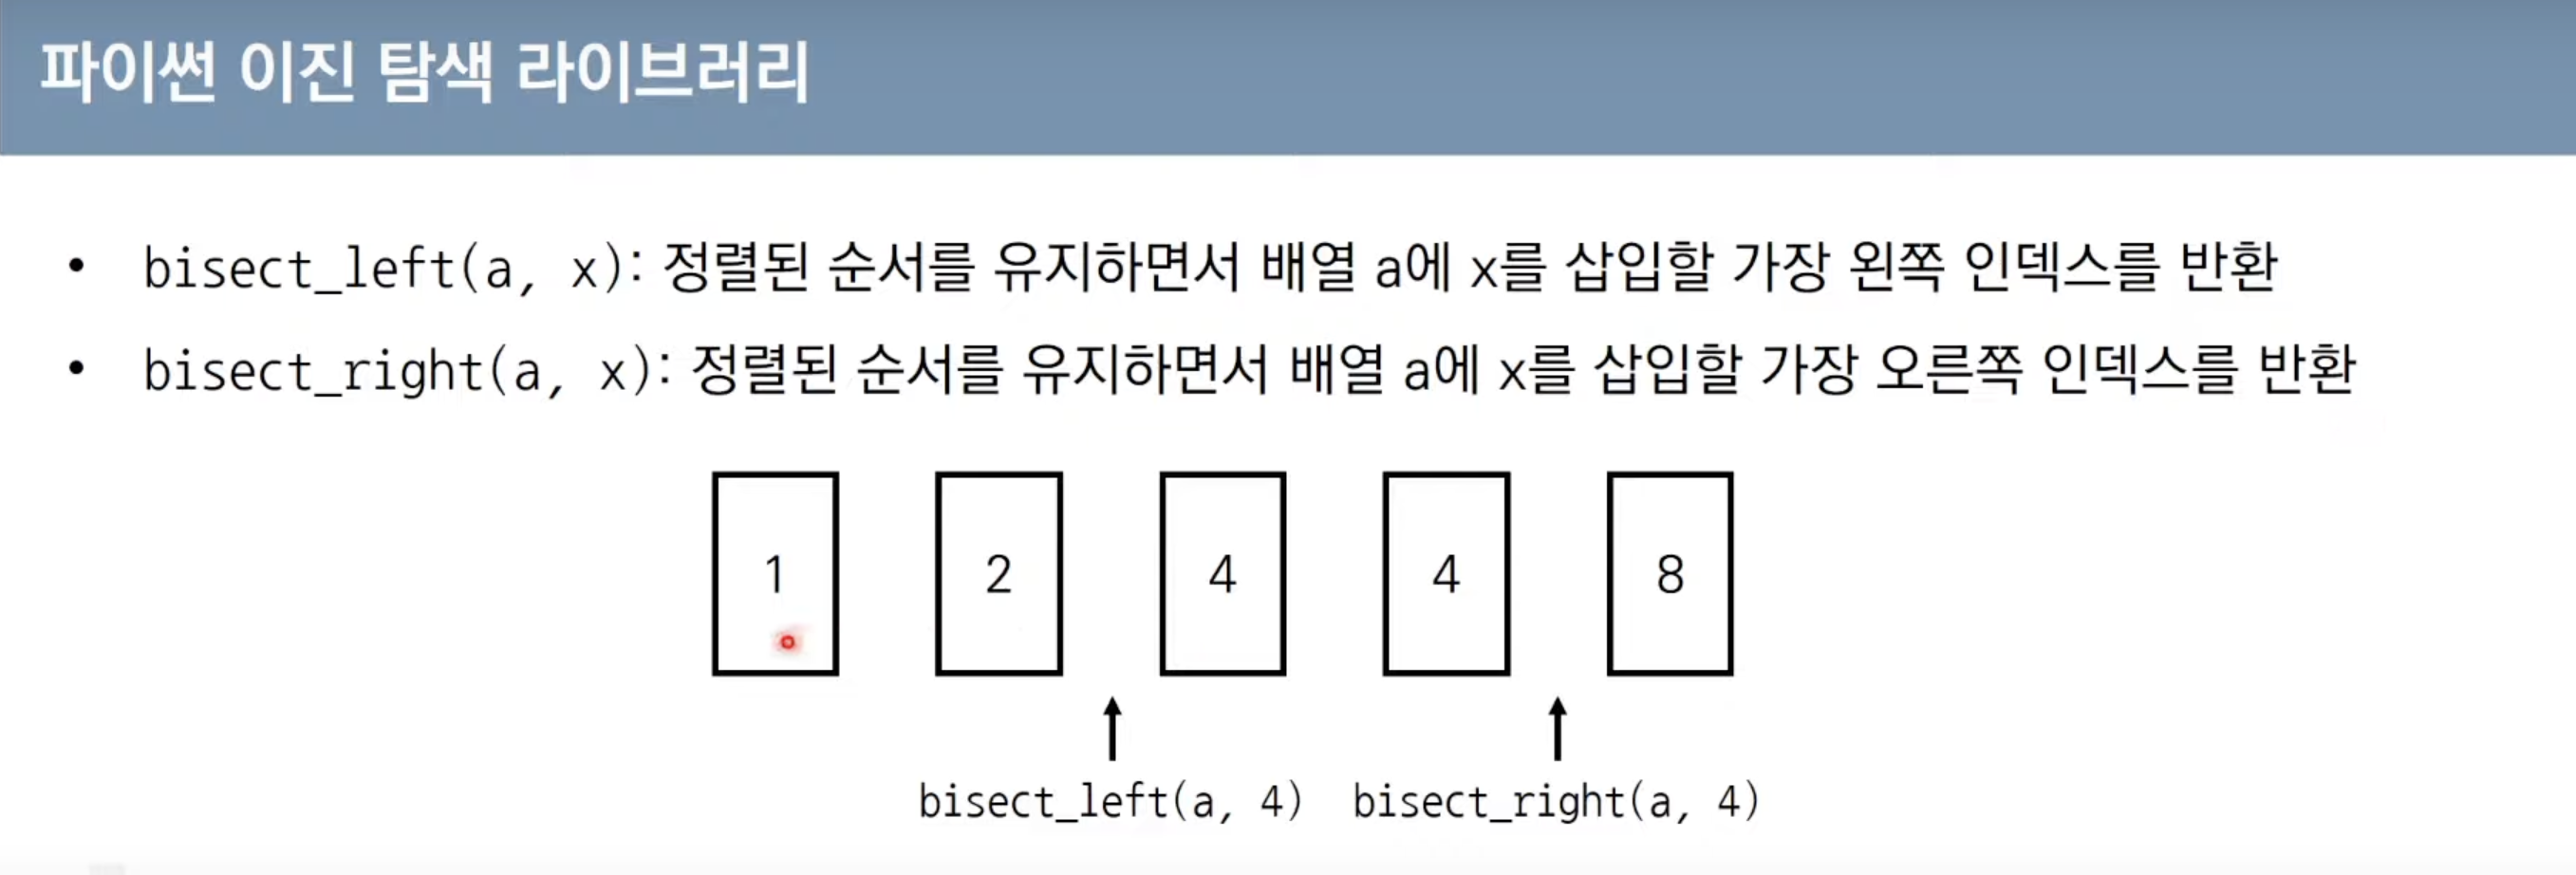 파이썬 이진 탐색 라이브러리
• bisect_left(a, x): 정렬된 순서를 유지하면서 배열 a에 x를 삽입할 가장 왼쪽 인덱스를 반환
• bisect_right(a, x): 정렬된 순서를 유지하면서 배열 a에 x를 삽입할 가장 오른쪽 인덱스를 반환
1 2 4 4 8
bisect_left(a, 4) bisect_right(a, 4)